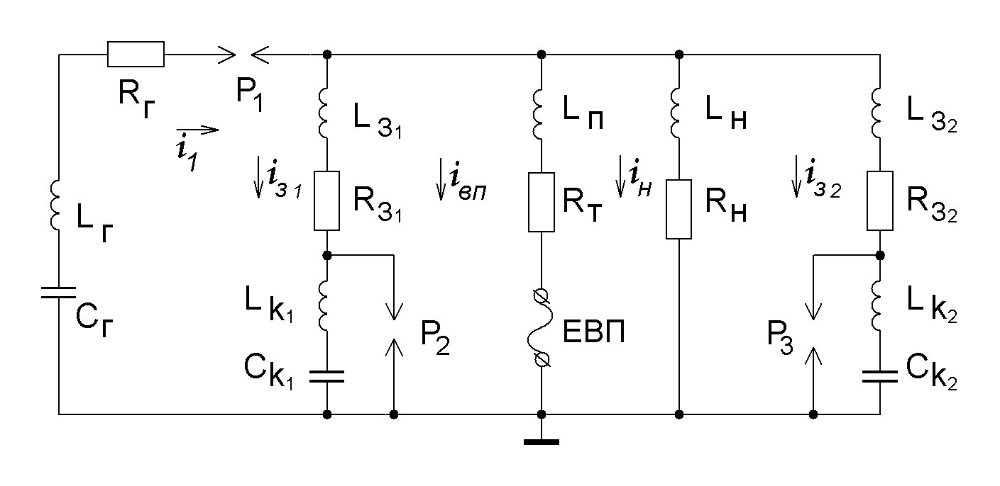 Rг
P1
i1
Lг
Cг
Lз1
iз1
Rз1
Lk1
Ck1
P2
Lп
iвп
Rт
ЕВП
Lн
iн
Rн
Lз2
iз2
Rз2
P3
Lk2
Ck2